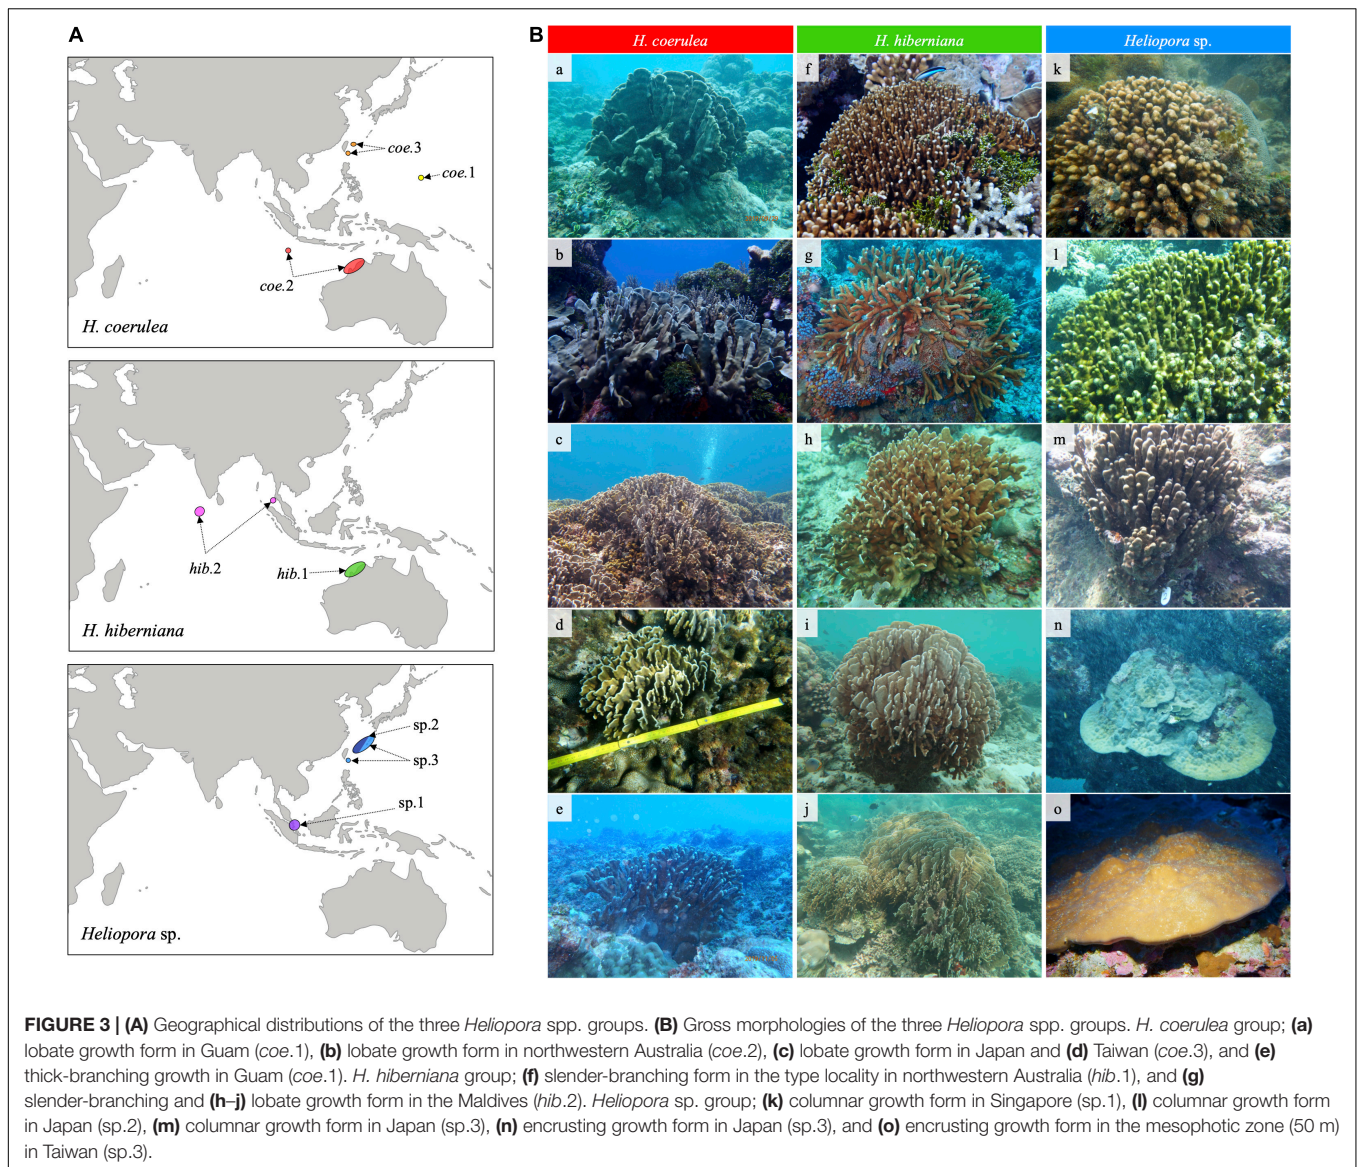 A
coe.3
coe.1
coe.2
H. coerulea
hib.2
hib.1
H. hiberniana
sp.2
sp.3
sp.1
Heliopora sp.
B
H. coerulea
H. hiberniana
Heliopora sp.
a
f
k
b
g
l
c
h
m
d
i
n
e
j
o
FIGURE 3 | (A) Geographical distributions of the three Heliopora spp. groups. (B) Gross morphologies of the three Heliopora spp. groups. H. coerulea group; (a)
lobate growth form in Guam (coe.1), (b) lobate growth form in northwestern Australia (coe.2), (c) lobate growth form in Japan and (d) Taiwan (coe.3), and (e)
thick-branching growth in Guam (coe.1). H. hiberniana group; (f) slender-branching form in the type locality in northwestern Australia (hib.1), and (g)
slender-branching and (h–j) lobate growth form in the Maldives (hib.2). Heliopora sp. group; (k) columnar growth form in Singapore (sp.1), (l) columnar growth form
in Japan (sp.2), (m) columnar growth form in Japan (sp.3), (n) encrusting growth form in Japan (sp.3), and (o) encrusting growth form in the mesophotic zone (50 m)
in Taiwan (sp.3).